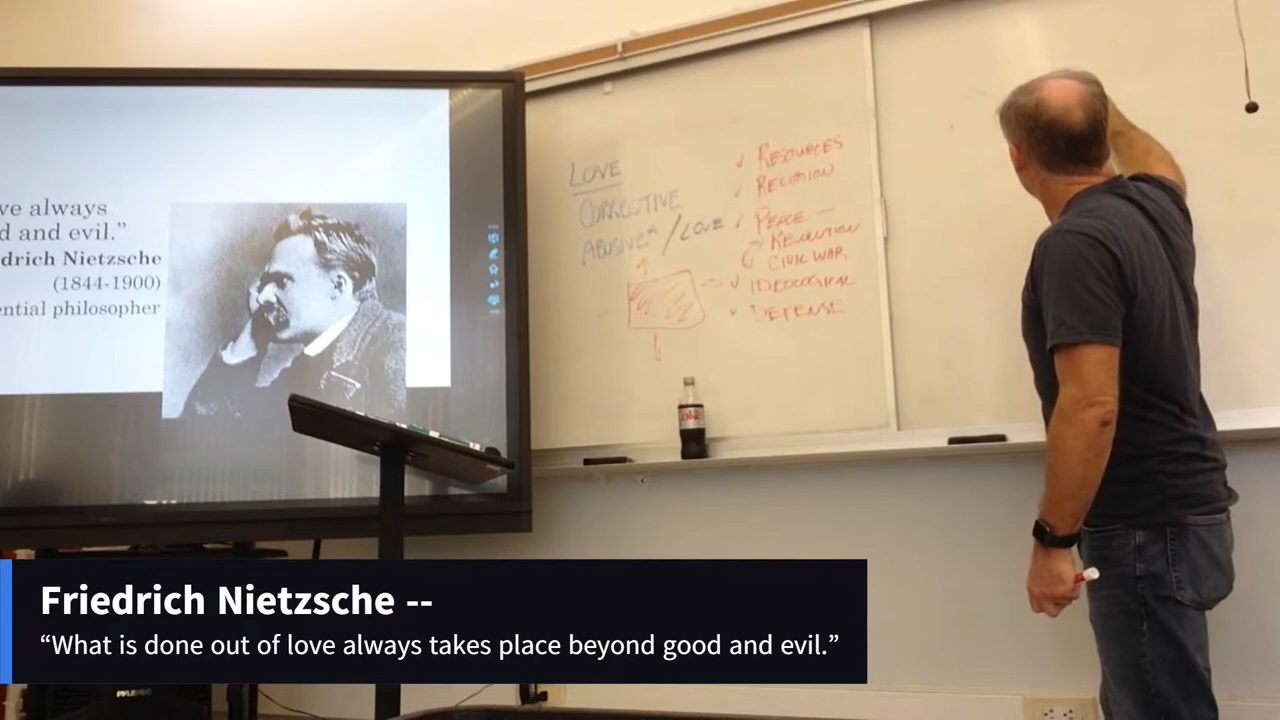 ve always
d and evil.”
drich Nietzsche
(1844-1900)
ential philosopher
LOVE
CORRECTIVE
ABUSIVE* / LOVE
✓ RESOURCES
✓ RELIGION
✓ PEACE —
REVOLUTION
CIVIL WAR
✓ IDEOLOGICAL
✓ DEFENSE
Friedrich Nietzsche --
“What is done out of love always takes place beyond good and evil.”
PYLEPRO